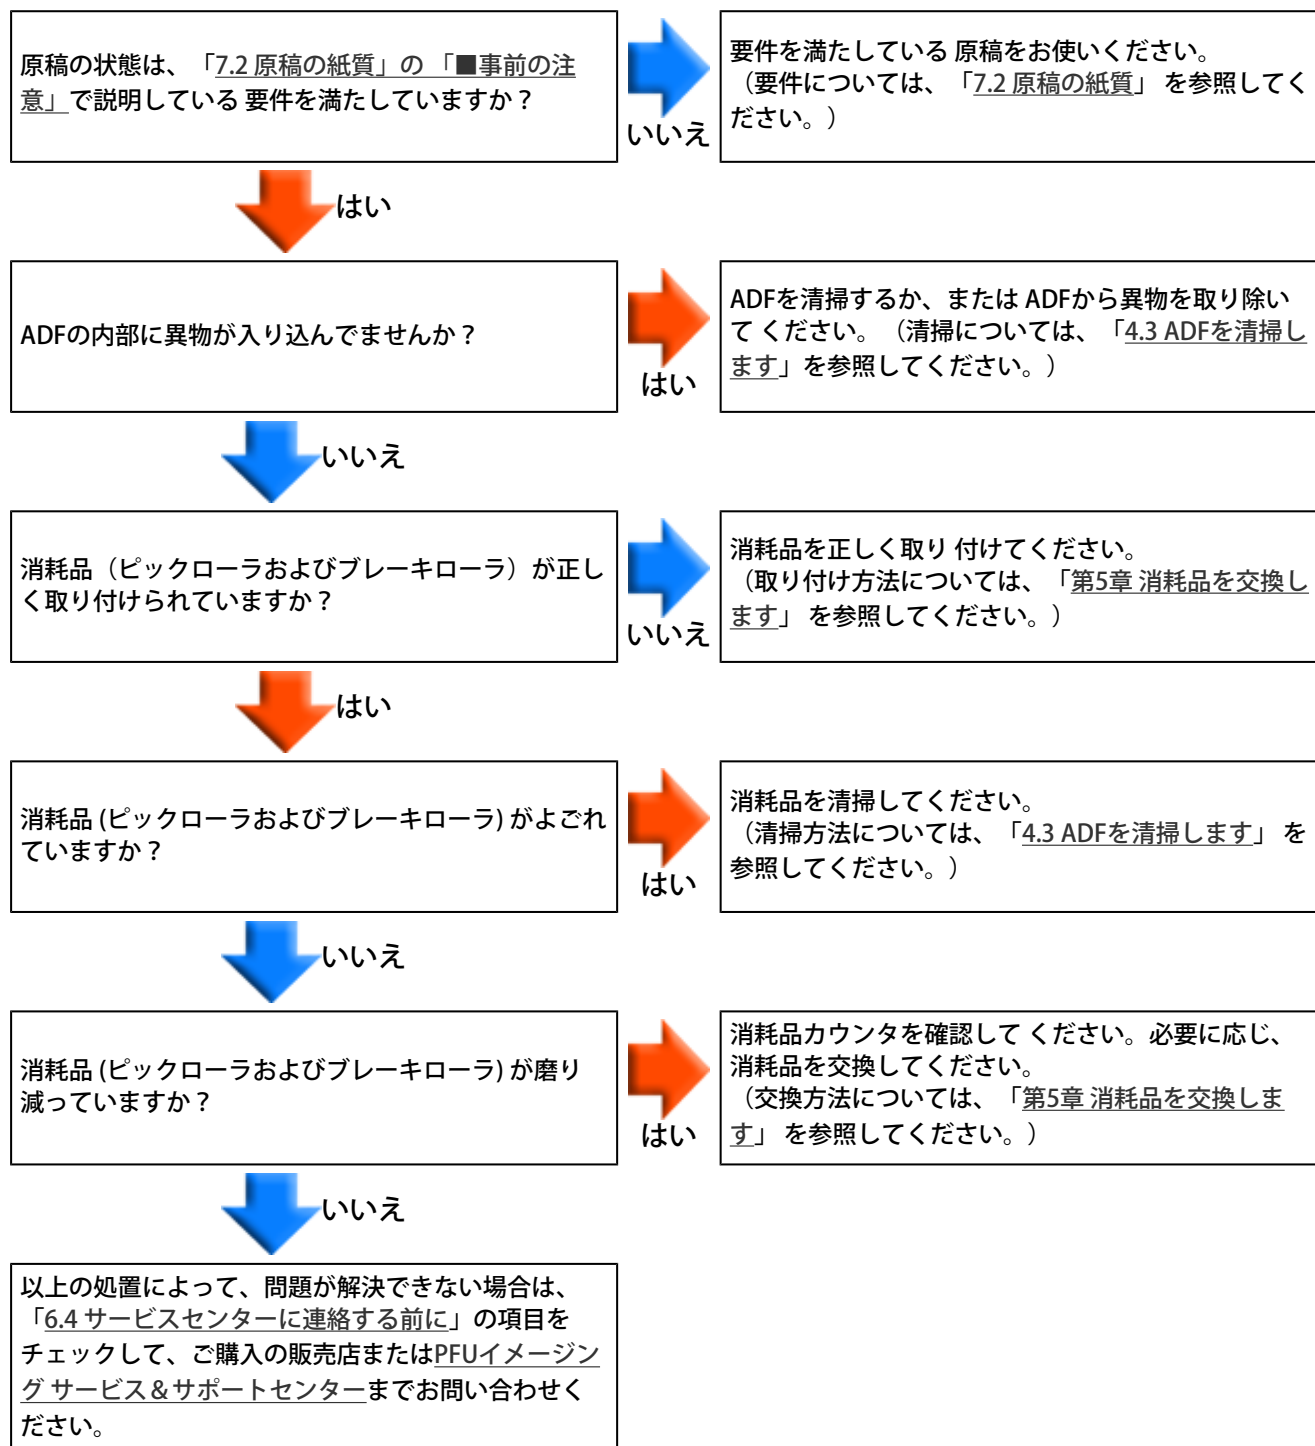 原稿の状態は、「7.2 原稿の紙質」の 「■事前の注
意」で説明している 要件を満たしていますか？
いいえ
要件を満たしている 原稿をお使いください。
（要件については、「7.2 原稿の紙質」 を参照してく
ださい。）
はい
ADFの内部に異物が入り込んでませんか？
はい
ADFを清掃するか、または ADFから異物を取り除い
て ください。（清掃については、「4.3 ADFを清掃し
ます」を参照してください。）
いいえ
消耗品（ピックローラおよびブレーキローラ）が正し
く取り付けられていますか？
いいえ
消耗品を正しく取り 付けてください。
（取り付け方法については、「第5章 消耗品を交換し
ます」 を参照してください。）
はい
消耗品 (ピックローラおよびブレーキローラ) がよごれ
ていますか？
はい
消耗品を清掃してください。
（清掃方法については、「4.3 ADFを清掃します」 を
参照してください。）
いいえ
消耗品 (ピックローラおよびブレーキローラ) が磨り
減っていますか？
はい
消耗品カウンタを確認して ください。必要に応じ、
消耗品を交換してください。
（交換方法については、「第5章 消耗品を交換しま
す」 を参照してください。）
いいえ
以上の処置によって、問題が解決できない場合は、
「6.4 サービスセンターに連絡する前に」の項目を
チェックして、ご購入の販売店またはPFUイメージン
グ サービス＆サポートセンターまでお問い合わせく
ださい。